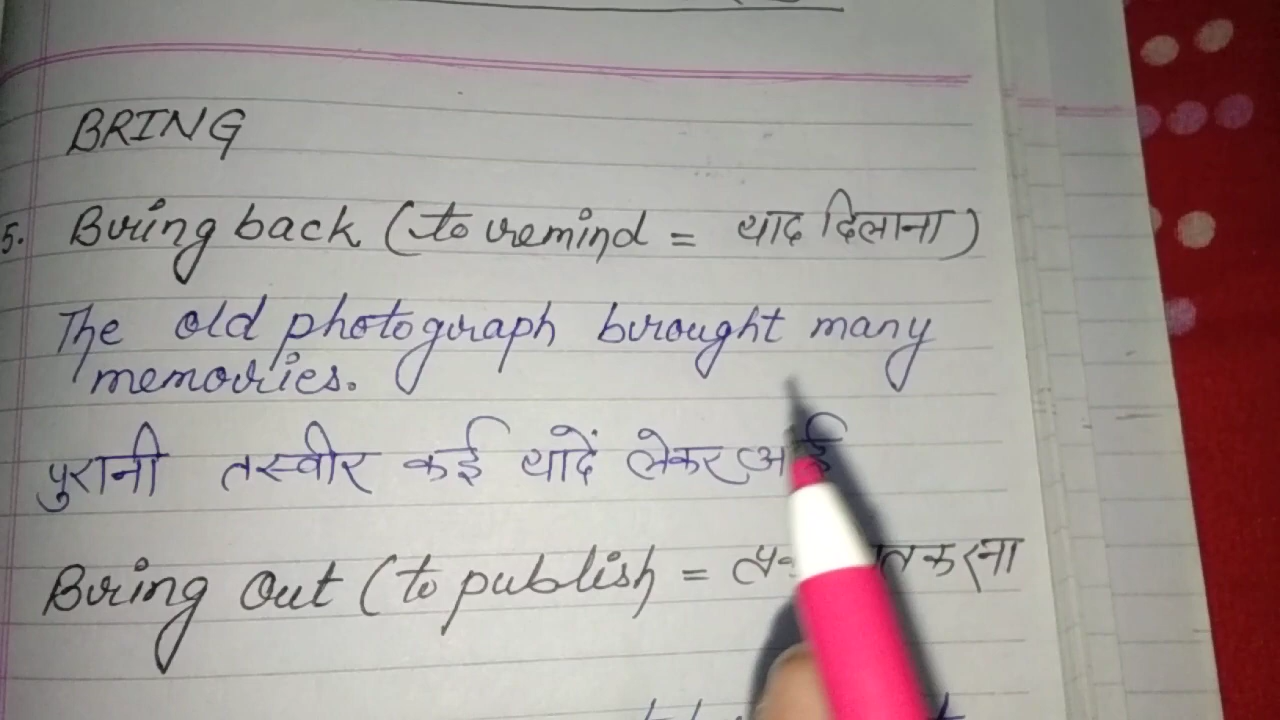 BRING
5. Bring back (to remind = याद दिलाना)
The old photograph brought many
memories.
पुरानी तस्वीर कई यादें लेकर आई
Bring Out (to publish =